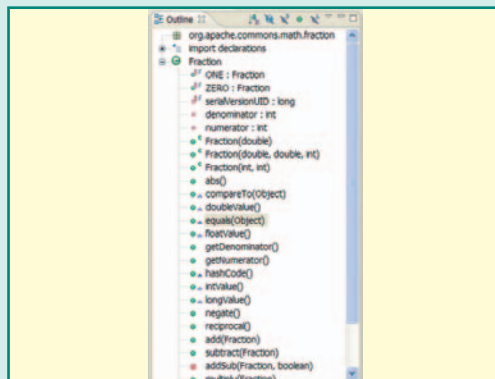 Outline
org.apache.commons.math.fraction
import declarations
Fraction
ONE : Fraction
ZERO : Fraction
serialVersionUID : long
denominator : int
numerator : int
Fraction(double)
Fraction(double, double, int)
Fraction(int, int)
abs()
compareTo(Object)
doubleValue()
equals(Object)
floatValue()
getDenominator()
getNumerator()
hashCode()
intValue()
longValue()
negate()
reciprocal()
add(Fraction)
subtract(Fraction)
addSub(Fraction, boolean)
multiply(Fraction)